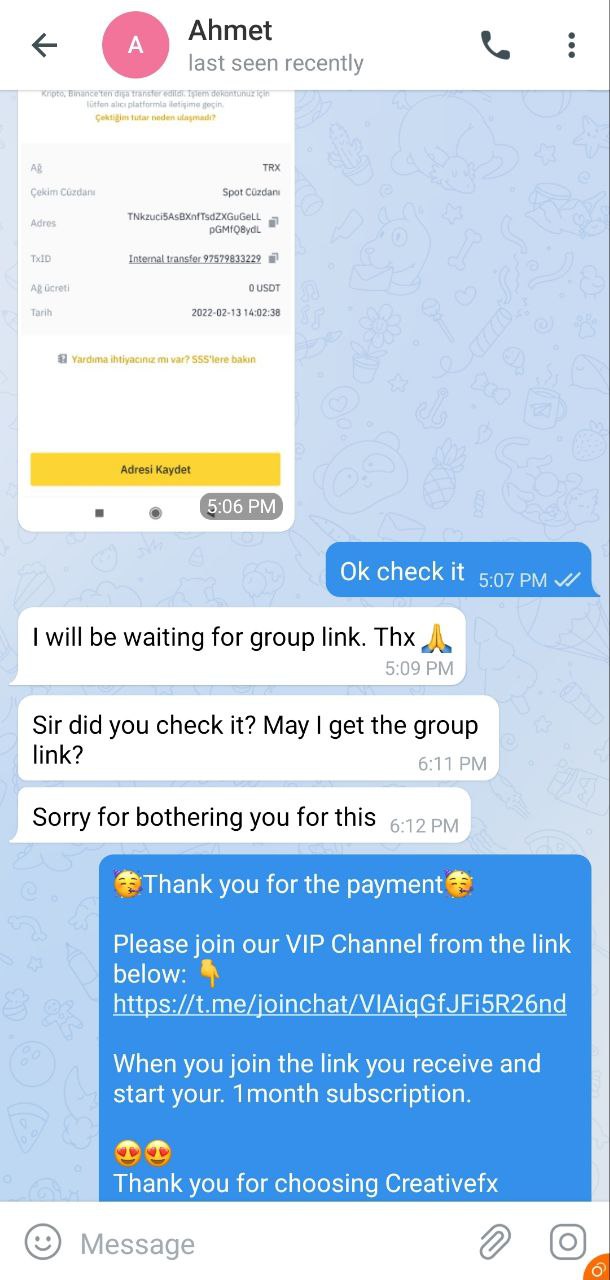 A
Ahmet
last seen recently
Kripto, Binance'ten dışa transfer edildi. İşlem dekontunuz için
lütfen alıcı platformla iletişime geçin.
Çektiğim tutar neden ulaşmadı?
Ağ TRX
Çekim Cüzdanı Spot Cüzdanı
Adres TNkzuci5AsBXnfTsdZXGuGeLL
pGMfQ8ydL
TxID Internal transfer 97579833229
Ağ ücreti 0 USDT
Tarih 2022-02-13 14:02:38
Yardıma ihtiyacınız mı var? SSS'lere bakın
Adresi Kaydet
5:06 PM
Ok check it 5:07 PM
I will be waiting for group link. Thx 🙏
5:09 PM
Sir did you check it? May I get the group
link? 6:11 PM
Sorry for bothering you for this 6:12 PM
🥳Thank you for the payment🥳
Please join our VIP Channel from the link
below: 👇
https://t.me/joinchat/VIAiqGfJFi5R26nd
When you join the link you receive and
start your. 1month subscription.
😍😍
Thank you for choosing Creativefx
Message